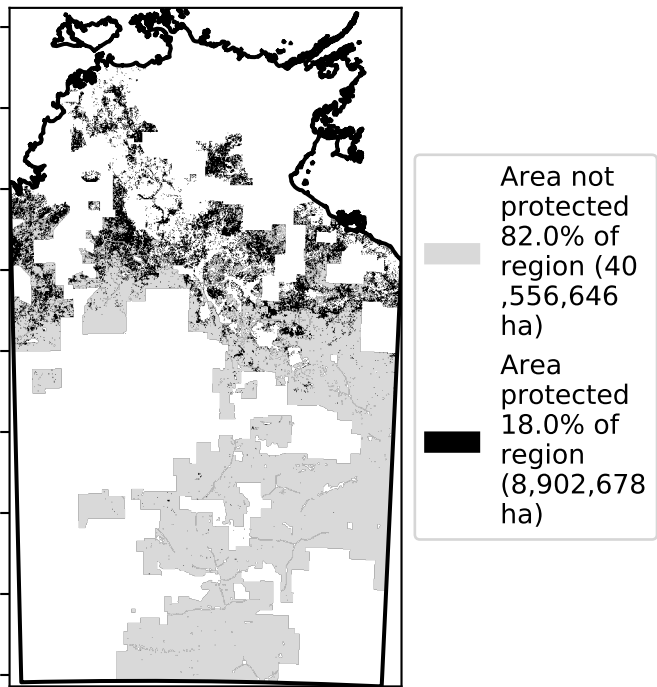 Area not
protected
82.0% of
region (40
,556,646
ha)
Area
protected
18.0% of
region
(8,902,678
ha)